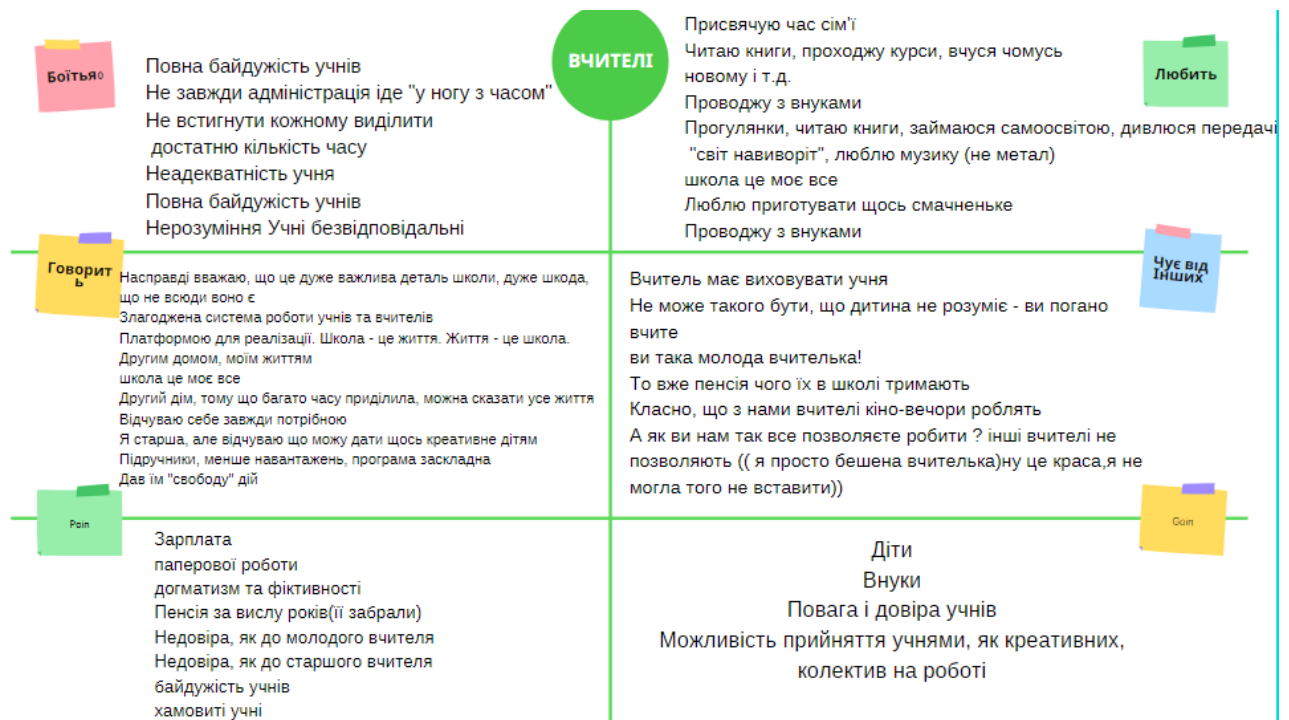 ВЧИТЕЛІ
Боїтьяо
Повна байдужість учнів
Не завжди адміністрація іде "у ногу з часом"
Не встигнути кожному виділити
достатню кількість часу
Неадекватність учня
Повна байдужість учнів
Нерозуміння Учні безвідповідальні
Любить
Присвячую час сім'ї
Читаю книги, проходжу курси, вчуся чомусь
новому і т.д.
Проводжу з внуками
Прогулянки, читаю книги, займаюся самоосвітою, дивлюся передачі
"світ навиворіт", люблю музику (не метал)
школа це моє все
Люблю приготувати щось смачненьке
Проводжу з внуками
Говорит
ь
Насправді вважаю, що це дуже важлива деталь школи, дуже шкода,
що не всюди воно є
Злагоджена система роботи учнів та вчителів
Платформою для реалізації. Школа - це життя. Життя - це школа.
Другим домом, моїм життям
школа це моє все
Другий дім, тому що багато часу приділила, можна сказати усе життя
Відчуваю себе завжди потрібною
Я старша, але відчуваю що можу дати щось креативне дітям
Підручники, менше навантажень, програма заскладна
Дав їм "свободу" дій
Чує від
Інших
Вчитель має виховувати учня
Не може такого бути, що дитина не розуміє - ви погано
вчите
ви така молода вчителька!
То вже пенсія чого їх в школі тримають
Класно, що з нами вчителі кіно-вечори роблять
А як ви нам так все позволяєте робити ? інші вчителі не
позволяють (( я просто бешена вчителька)ну це краса,я не
могла того не вставити))
Pain
Зарплата
паперової роботи
догматизм та фіктивності
Пенсія за вислу років(її забрали)
Недовіра, як до молодого вчителя
Недовіра, як до старшого вчителя
байдужість учнів
хамовиті учні
Gain
Діти
Внуки
Повага і довіра учнів
Можливість прийняття учнями, як креативних,
колектив на роботі